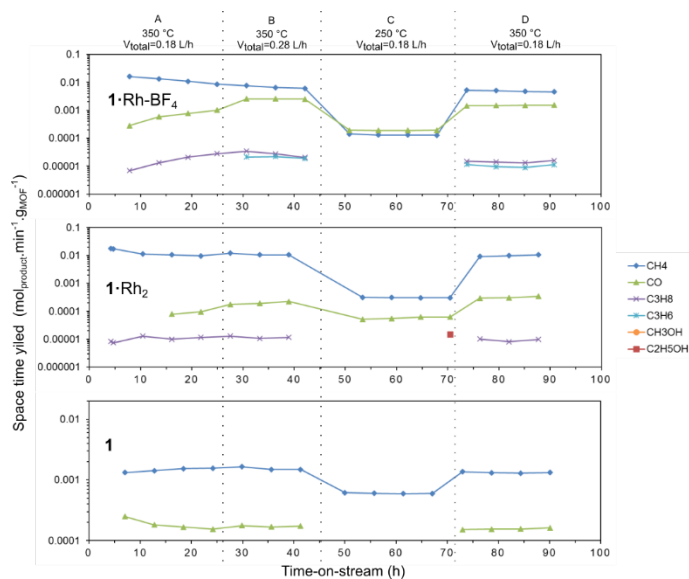 A B C D
350 °C 350 °C 250 °C 350 °C
Vtotal=0.18 L/h Vtotal=0.28 L/h Vtotal=0.18 L/h Vtotal=0.18 L/h
0.1
0.01
0.001
0.0001
0.00001
0.000001
1·Rh-BF4
0 10 20 30 40 50 60 70 80 90 100
0.1
0.01
0.001
0.0001
0.00001
0.000001
1·Rh2
0 10 20 30 40 50 60 70 80 90 100
CH4
CO
C3H8
C3H6
CH3OH
C2H5OH
0.01
0.001
0.0001
1
0 10 20 30 40 50 60 70 80 90 100
Time-on-stream (h)
Space time yiled (molproduct.min-1.gMOF-1)